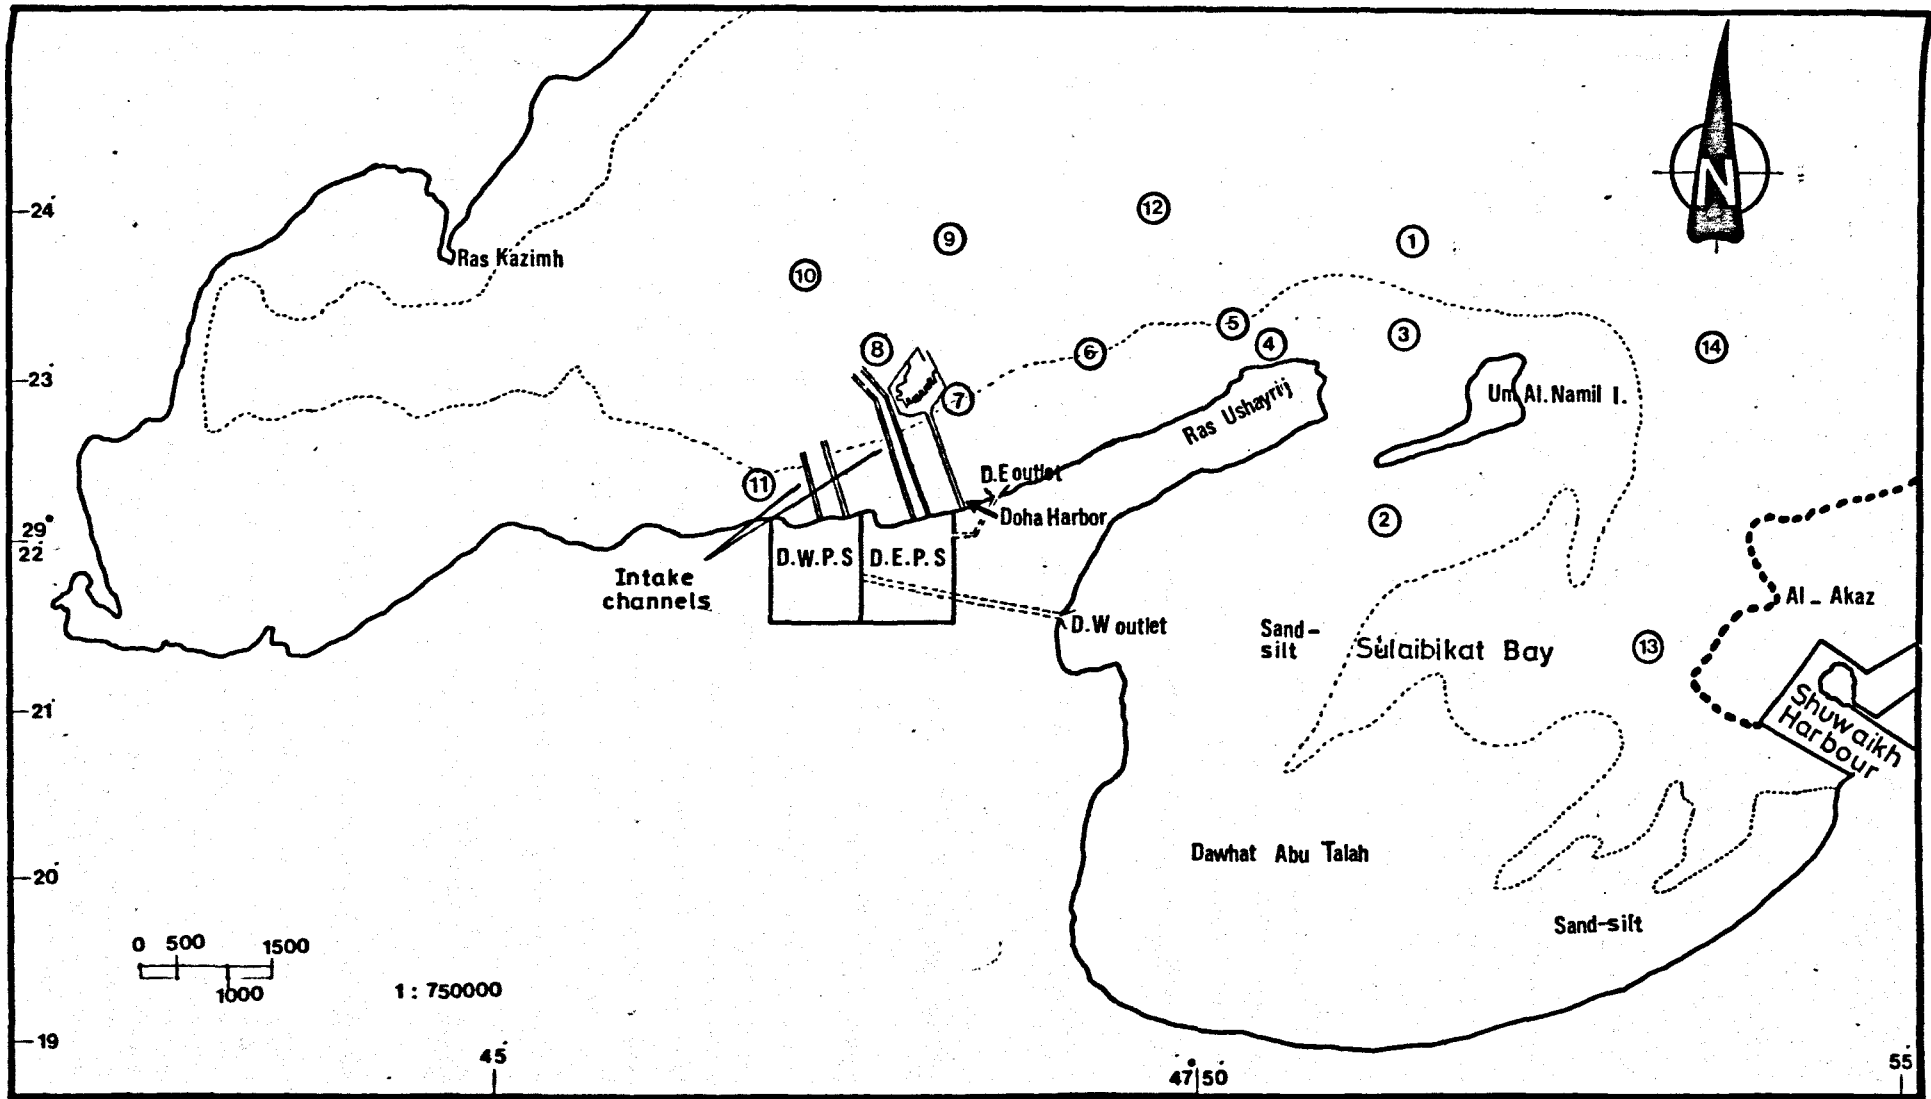 N
-24
12
9
1
Ras Kazimh
10
5
3
14
8
6
4
-23
7
Um Al. Namil I.
Ras Ushayrij
D.E outlet
11
Doha Harbor
2
29°
22
D.W.P.S
D.E.P.S
Intake
channels
Al - Akaz
D.W outlet
Sand-
silt
Sulaibikat Bay
13
-21
Shuwaikh
Harbour
Dawhat Abu Talah
-20
Sand-silt
0 500 1500
1000
1 : 750000
-19
45
47°50
55